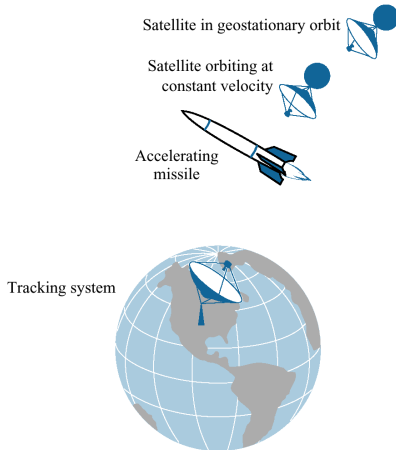 Satellite in geostationary orbit
Satellite orbiting at
constant velocity
Accelerating
missile
Tracking system